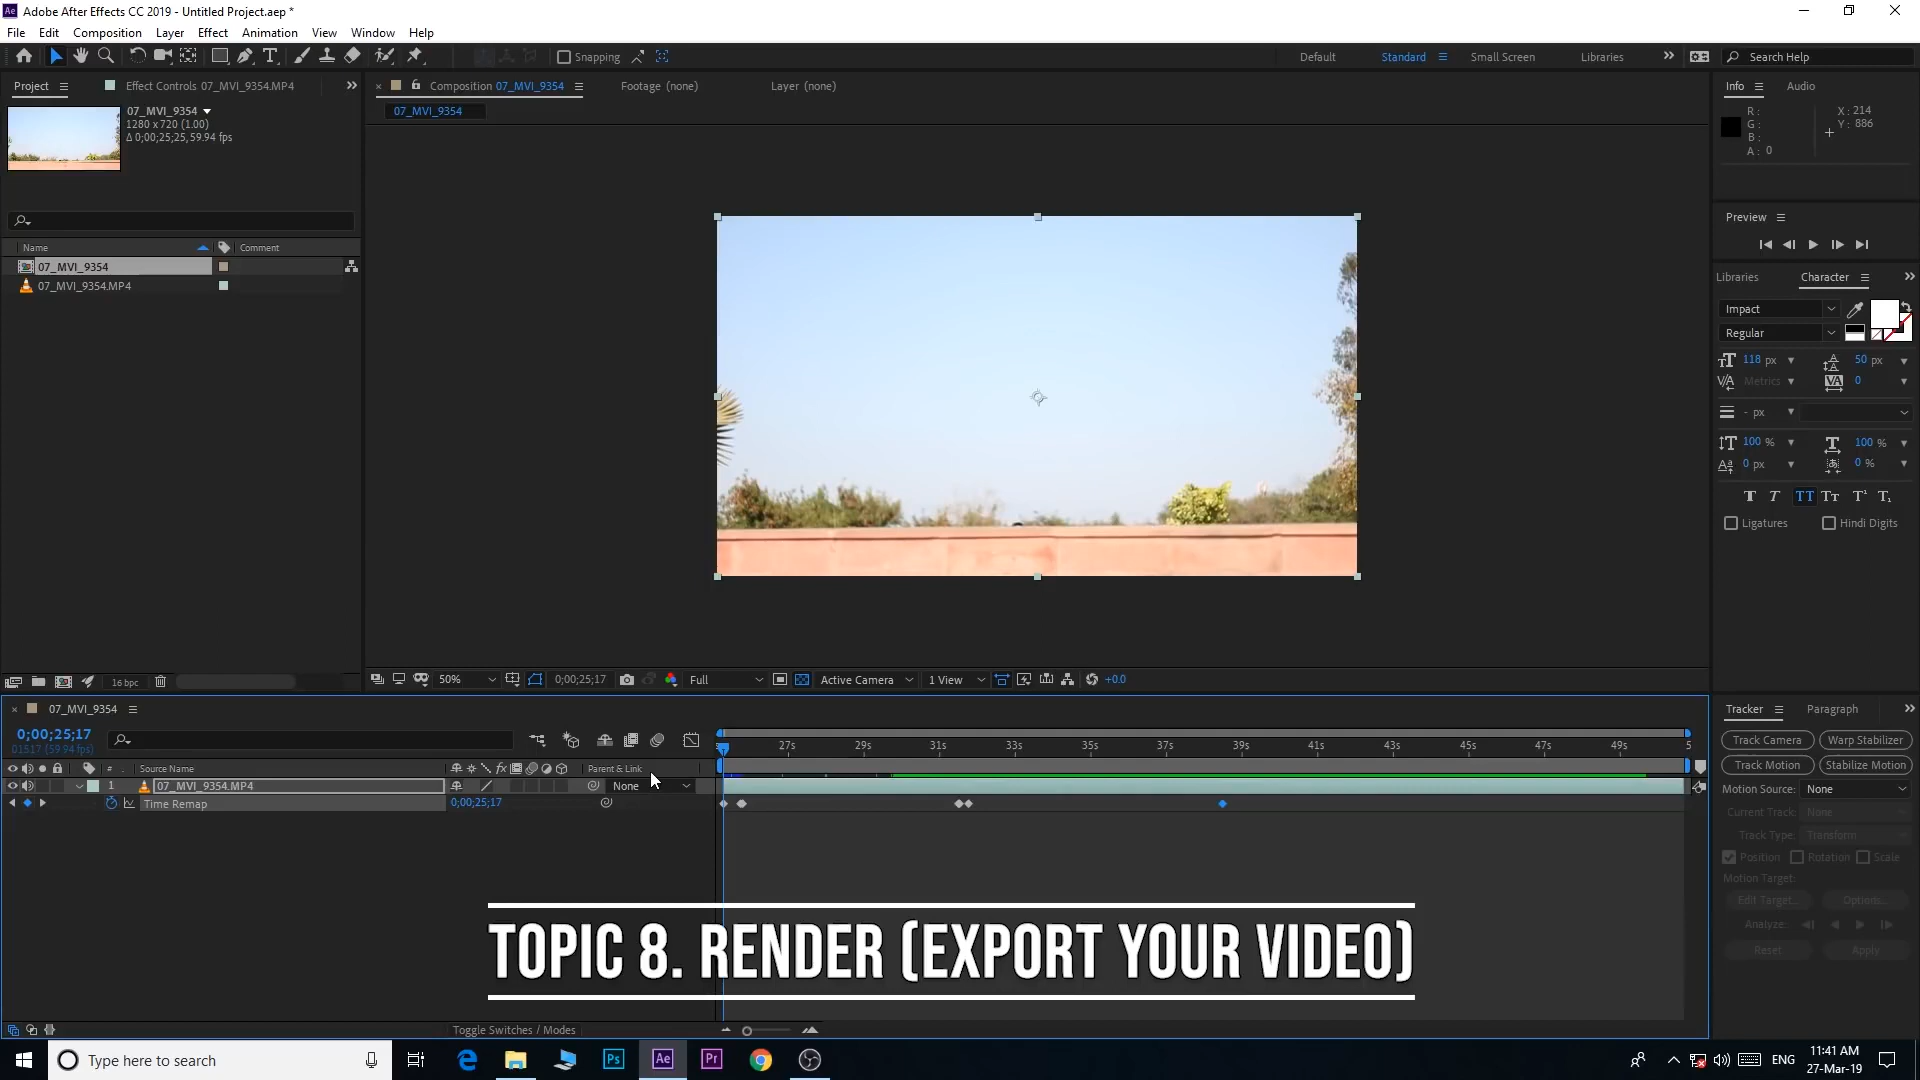 Ae Adobe After Effects CC 2019 - Untitled Project.aep *
File Edit Composition Layer Effect Animation View Window Help
Snapping
Default Standard Small Screen Libraries Search Help
Project Effect Controls 07_MVI_9354.MP4
Composition 07_MVI_9354 Footage (none) Layer (none)
07_MVI_9354
07_MVI_9354
1280 x 720 (1.00)
Δ 0;00;25;25, 59.94 fps
Name Comment
07_MVI_9354
07_MVI_9354.MP4
16 bpc
50% 0;00;25;17 Full Active Camera 1 View +0.0
Info Audio
R : X : 214
G : Y : 886
B :
A : 0
Preview
Libraries Character
Impact
Regular
118 px 50 px
Metrics 0
- px
100 % 100 %
0 px 0 %
Ligatures Hindi Digits
07_MVI_9354
0;00;25;17
01517 (59.94 fps)
27s 29s 31s 33s 35s 37s 39s 41s 43s 45s 47s 49s 5
# Source Name fx Parent & Link
1 07_MVI_9354.MP4 None
Time Remap 0;00;25;17
Toggle Switches / Modes
TOPIC 8. RENDER (EXPORT YOUR VIDEO)
Tracker Paragraph
Track Camera Warp Stabilizer
Track Motion Stabilize Motion
Motion Source: None
Current Track: None
Track Type: Transform
Position Rotation Scale
Motion Target:
Edit Target... Options...
Analyze:
Reset Apply
Type here to search
Ps Ae Pr
ENG
11:41 AM
27-Mar-19